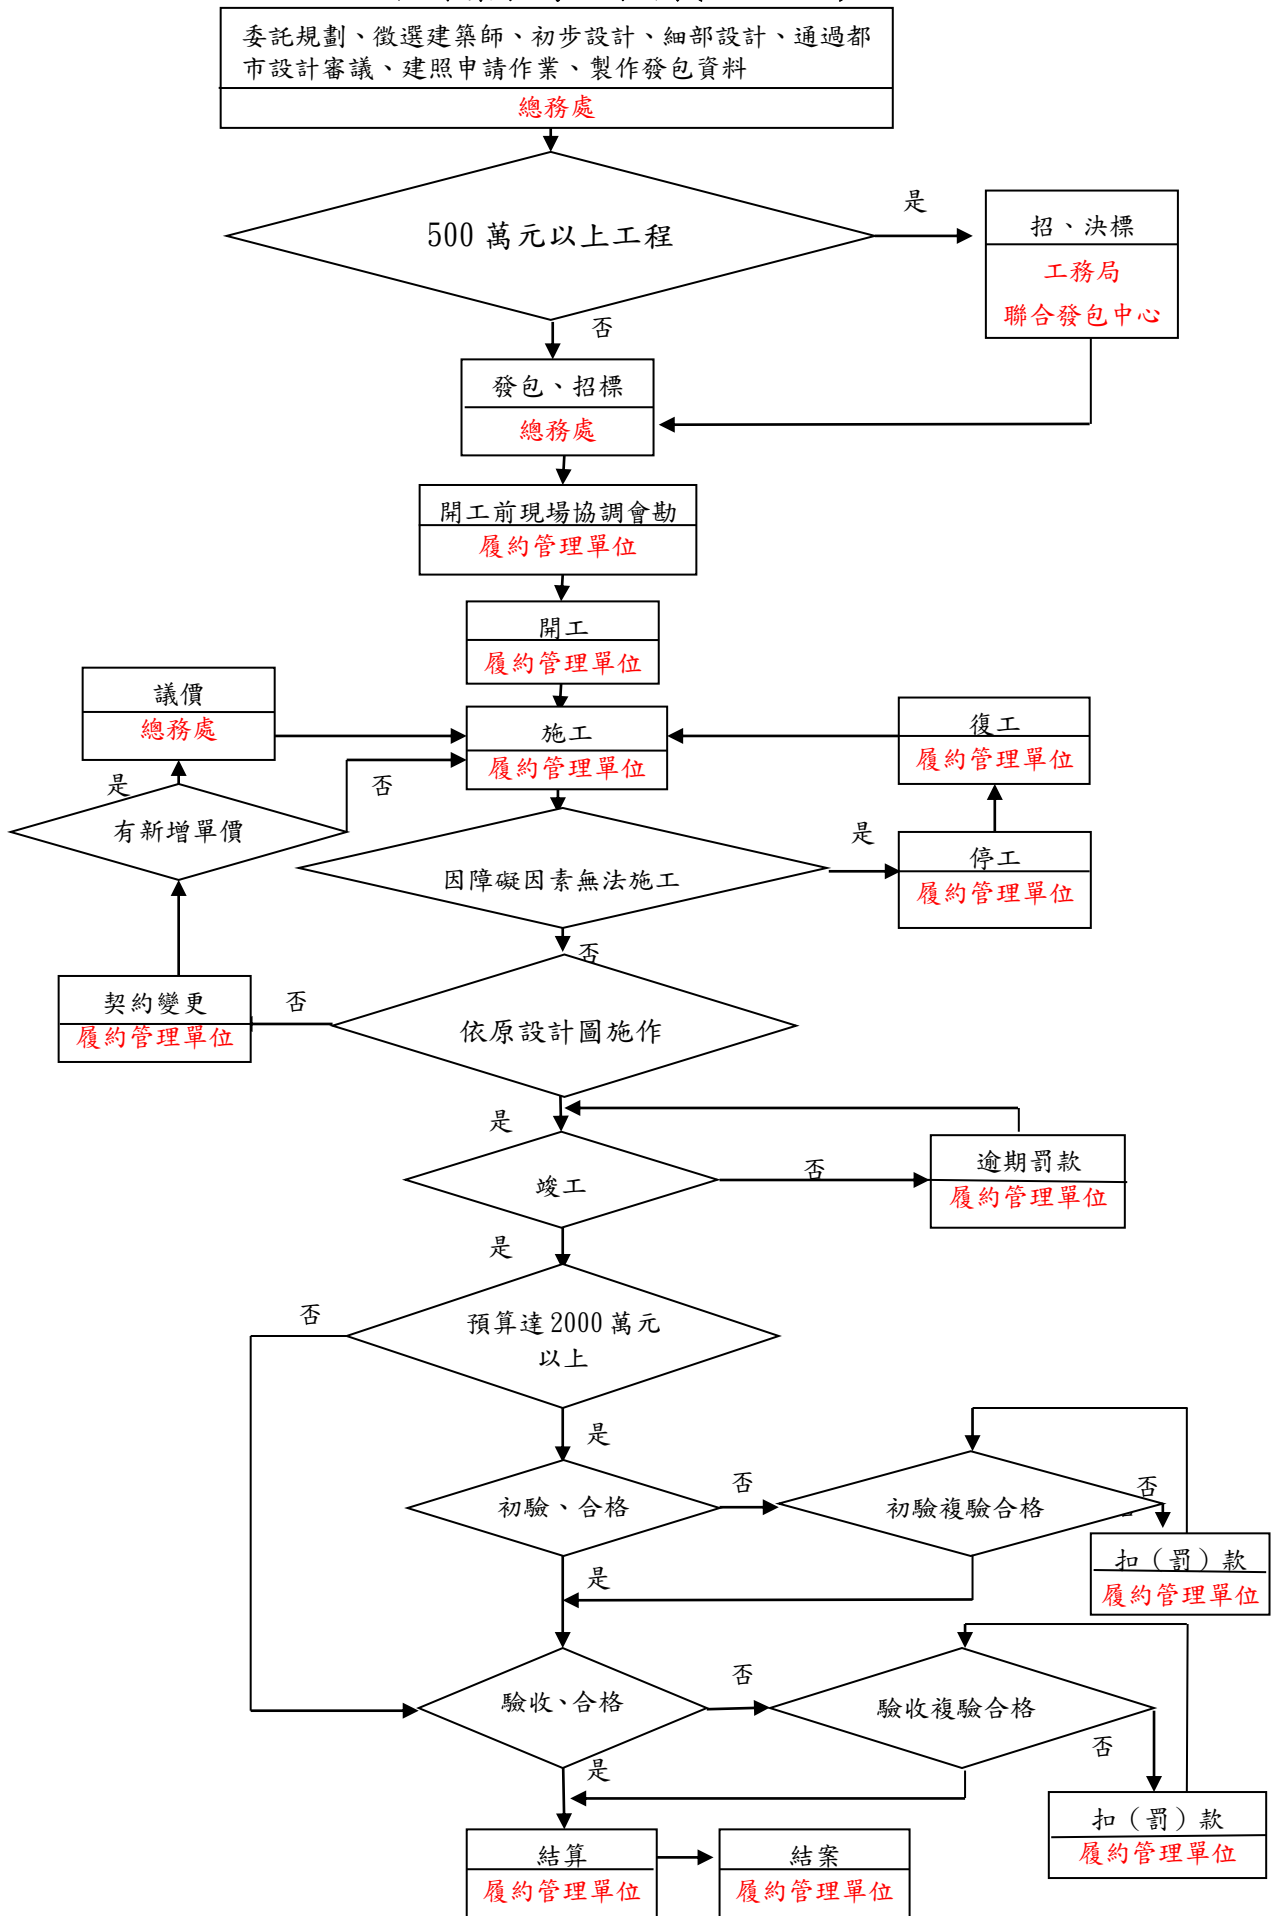 委託規劃、徵選建築師、初步設計、細部設計、通過都
市設計審議、建照申請作業、製作發包資料
總務處
500 萬元以上工程
是
招、決標
工務局
聯合發包中心
否
發包、招標
總務處
開工前現場協調會勘
履約管理單位
開工
履約管理單位
議價
總務處
施工
履約管理單位
復工
履約管理單位
是
否
有新增單價
因障礙因素無法施工
是
停工
履約管理單位
否
契約變更
履約管理單位
否
依原設計圖施作
是
竣工
否
逾期罰款
履約管理單位
是
預算達 2000 萬元
以上
否
是
初驗、合格
否
初驗複驗合格
否
扣（罰）款
履約管理單位
是
驗收、合格
否
驗收複驗合格
否
扣（罰）款
履約管理單位
是
結算
履約管理單位
結案
履約管理單位